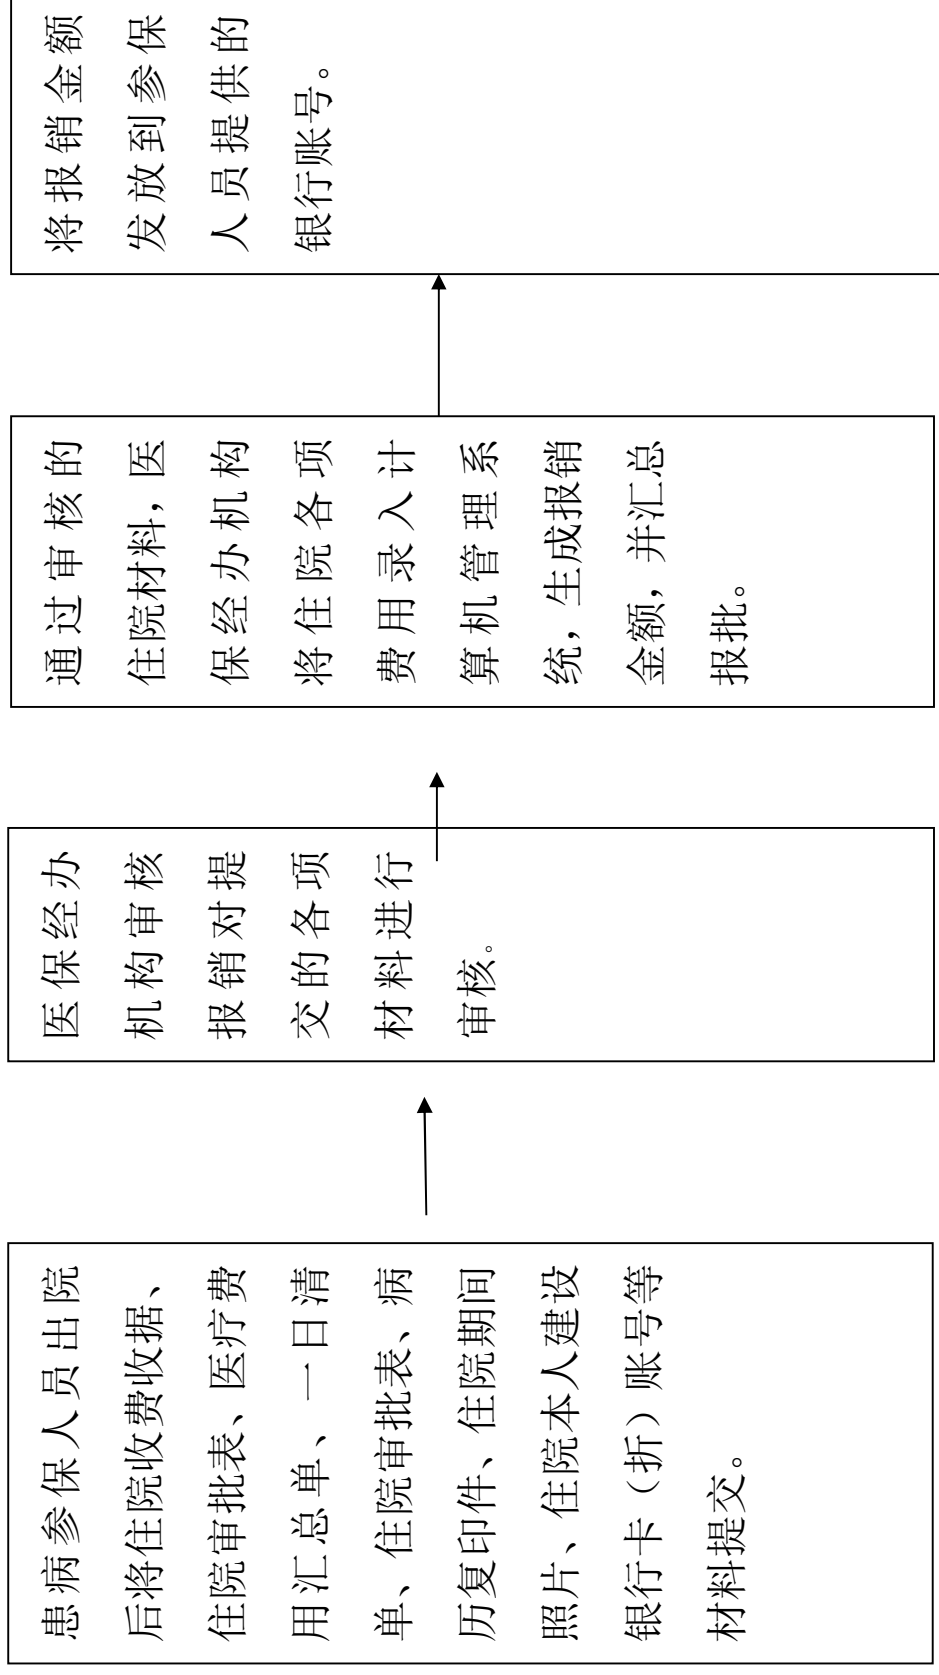 患病参保人员出院
后将住院收费收据、
住院审批表、医疗费
用汇总单、一日清
单、住院审批表、病
历复印件、住院期间
照片、住院本人建设
银行卡（折）账号等
材料提交。
医保经办
机构审核
报销对提
交的各项
材料进行
审核。
通过审核的
住院材料，医
保经办机构
将住院各项
费用录入计
算机管理系
统，生成报销
金额，并汇总
报批。
将报销金额
发放到参保
人员提供的
银行账号。